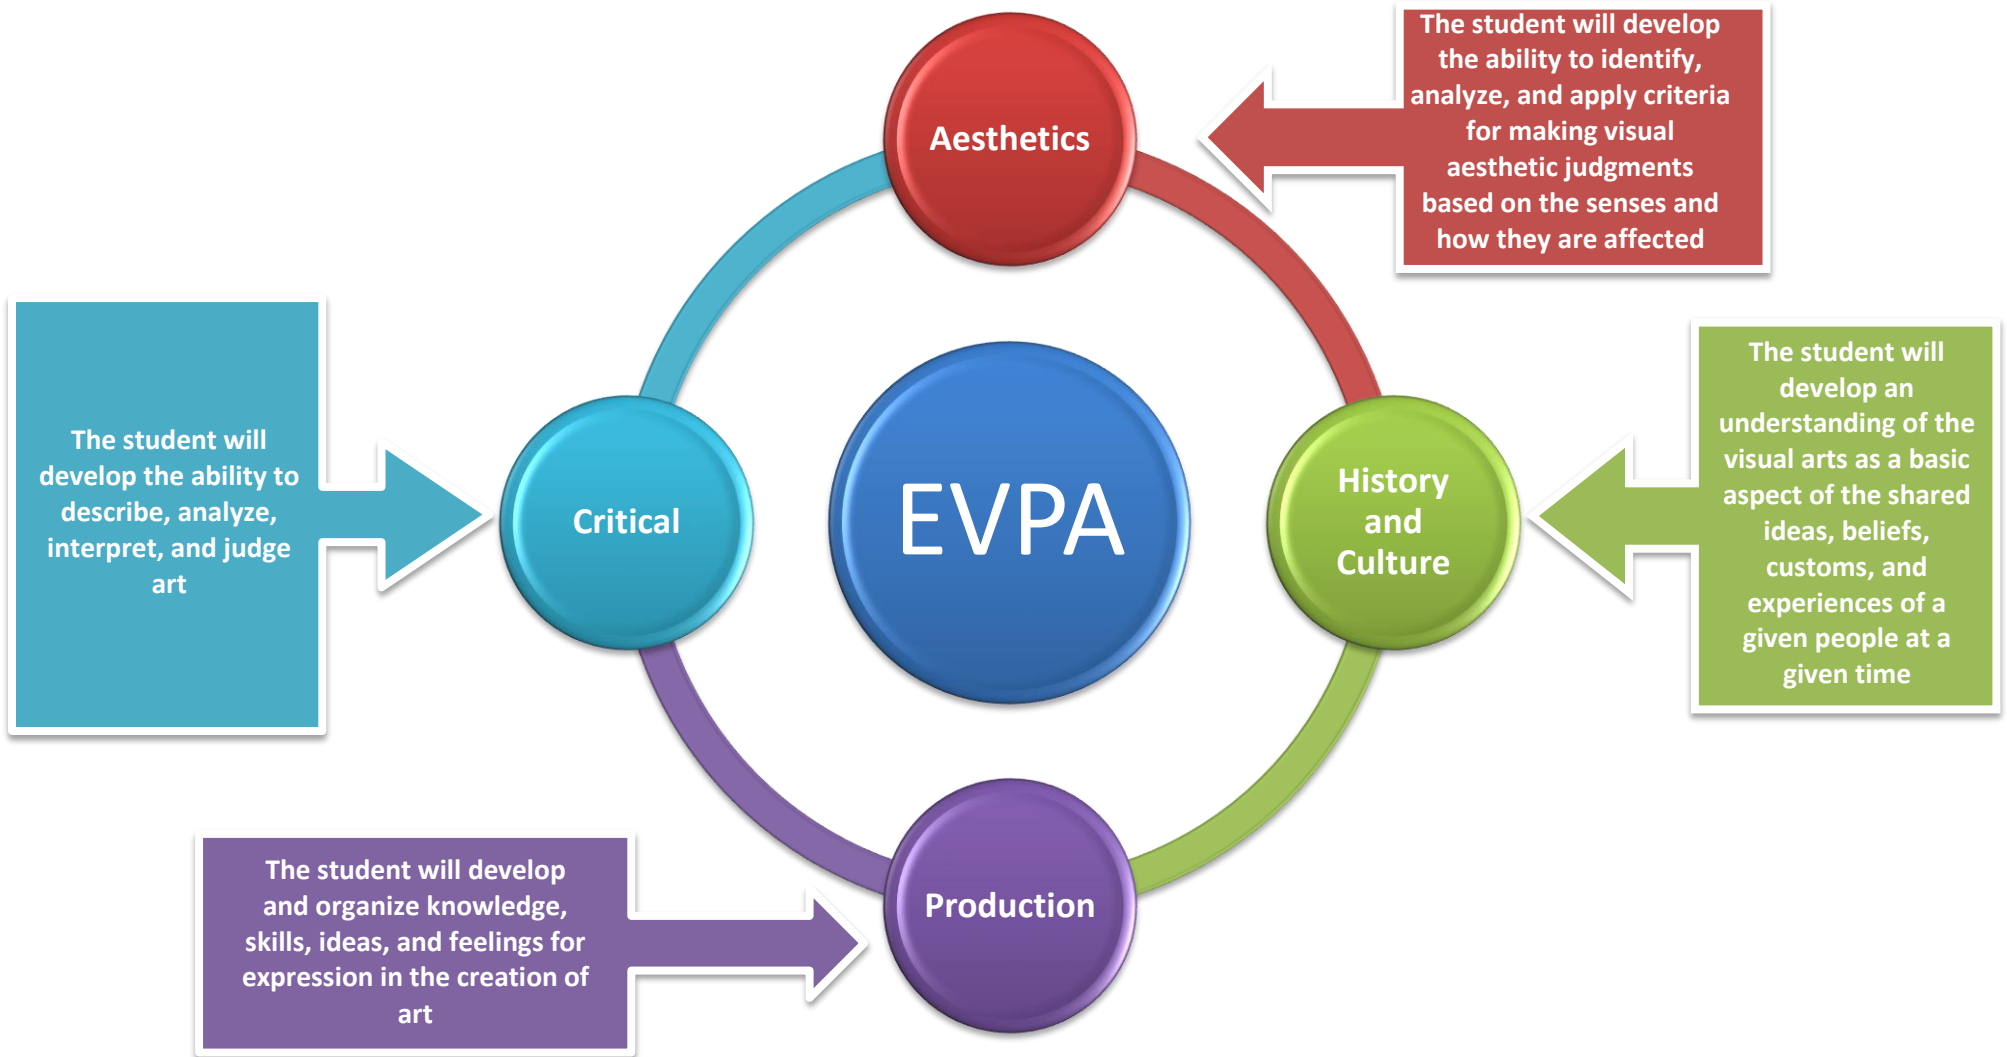 Aesthetics
The student will develop
the ability to identify,
analyze, and apply criteria
for making visual
aesthetic judgments
based on the senses and
how they are affected
The student will
develop the ability to
describe, analyze,
interpret, and judge
art
Critical
EVPA
History
and
Culture
The student will
develop an
understanding of the
visual arts as a basic
aspect of the shared
ideas, beliefs,
customs, and
experiences of a
given people at a
given time
The student will develop
and organize knowledge,
skills, ideas, and feelings for
expression in the creation of
art
Production